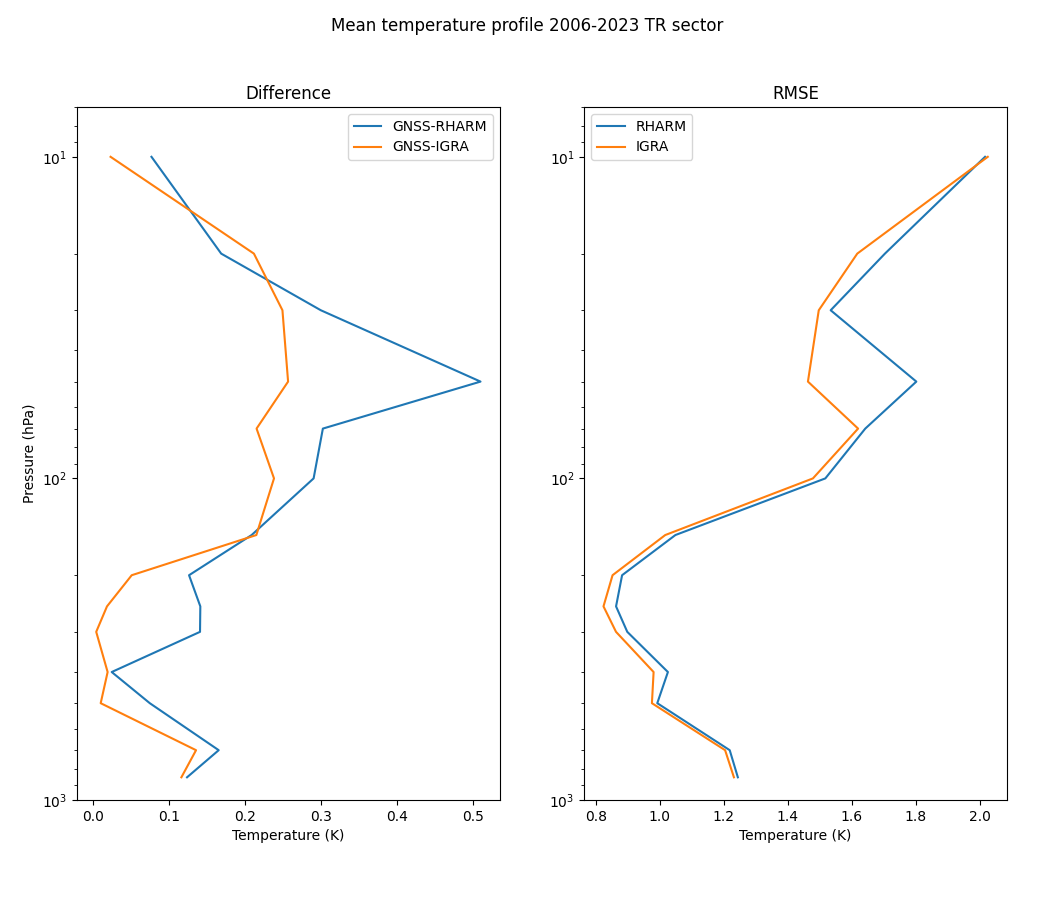 Mean temperature profile 2006-2023 TR sector
Difference
GNSS-RHARM
GNSS-IGRA
10^1
10^2
10^3
Pressure (hPa)
0.0 0.1 0.2 0.3 0.4 0.5
Temperature (K)
RMSE
RHARM
IGRA
10^1
10^2
10^3
0.8 1.0 1.2 1.4 1.6 1.8 2.0
Temperature (K)